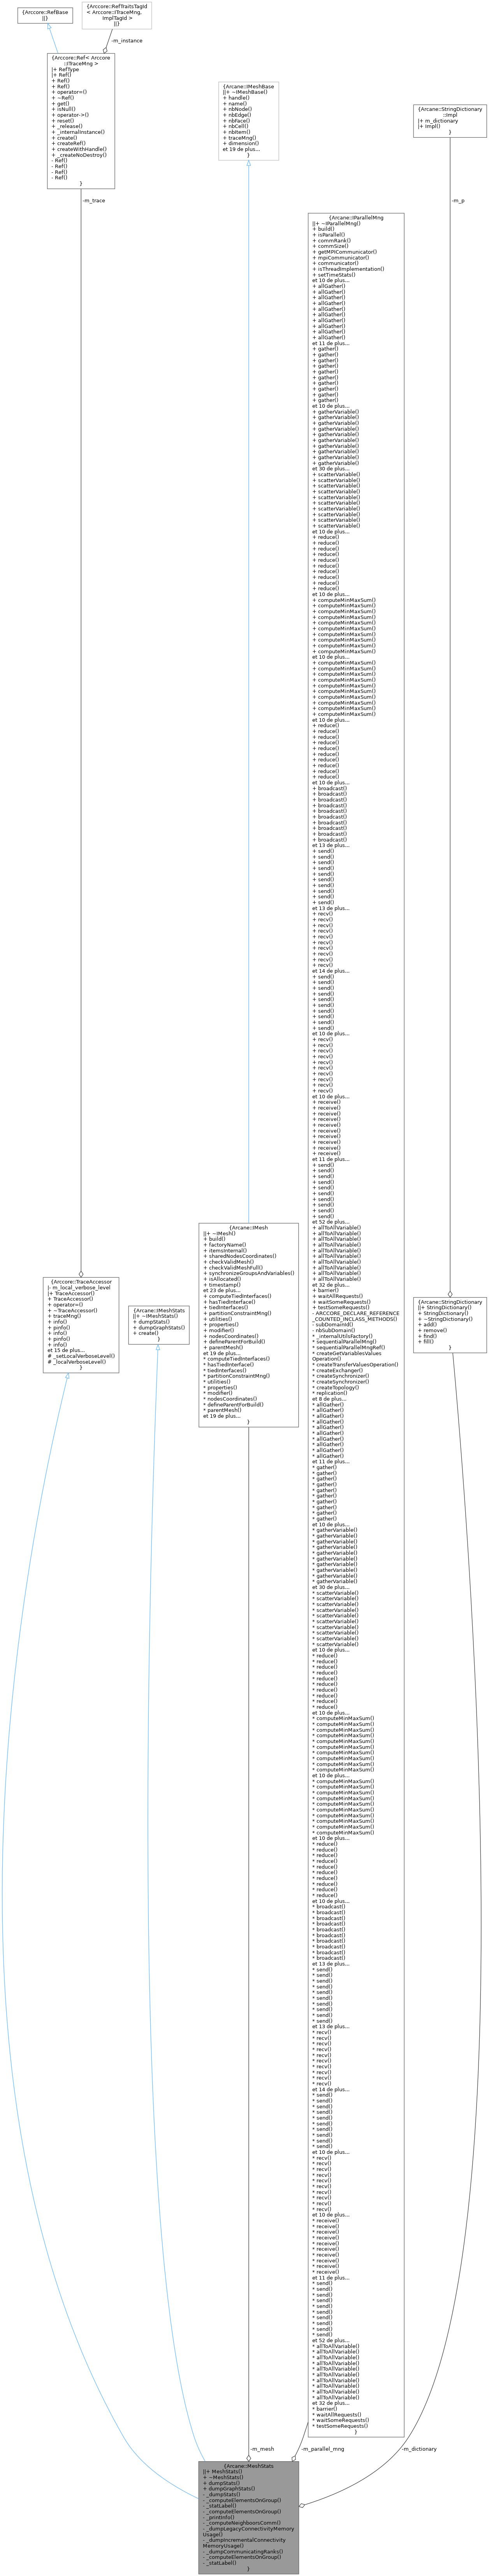 {Arccore::RefBase
||}
{Arccore::RefTraitsTagId
< Arccore::ITraceMng,
ImplTagId >
||}
-m_instance
{Arccore::Ref< Arccore
::ITraceMng >
|+ RefType
|+ Ref()
+ Ref()
+ Ref()
+ operator=()
+ ~Ref()
+ get()
+ isNull()
+ operator->()
+ reset()
+ _release()
+ _internalInstance()
+ create()
+ createRef()
+ createWithHandle()
+ _createNoDestroy()
- Ref()
- Ref()
- Ref()
- Ref()
}
{Arcane::IMeshBase
||+ ~IMeshBase()
+ handle()
+ name()
+ nbNode()
+ nbEdge()
+ nbFace()
+ nbCell()
+ nbItem()
+ traceMng()
+ dimension()
et 19 de plus...
}
{Arcane::StringDictionary
::Impl
|+ m_dictionary
|+ Impl()
}
-m_trace
-m_p
{Arcane::IParallelMng
||+ ~IParallelMng()
+ build()
+ isParallel()
+ commRank()
+ commSize()
+ getMPICommunicator()
+ mpiCommunicator()
+ communicator()
+ isThreadImplementation()
+ setTimeStats()
et 10 de plus...
+ allGather()
+ allGather()
+ allGather()
+ allGather()
+ allGather()
+ allGather()
+ allGather()
+ allGather()
+ allGather()
+ allGather()
et 11 de plus...
+ gather()
+ gather()
+ gather()
+ gather()
+ gather()
+ gather()
+ gather()
+ gather()
+ gather()
+ gather()
et 10 de plus...
+ gatherVariable()
+ gatherVariable()
+ gatherVariable()
+ gatherVariable()
+ gatherVariable()
+ gatherVariable()
+ gatherVariable()
+ gatherVariable()
+ gatherVariable()
+ gatherVariable()
et 30 de plus...
+ scatterVariable()
+ scatterVariable()
+ scatterVariable()
+ scatterVariable()
+ scatterVariable()
+ scatterVariable()
+ scatterVariable()
+ scatterVariable()
+ scatterVariable()
+ scatterVariable()
et 10 de plus...
+ reduce()
+ reduce()
+ reduce()
+ reduce()
+ reduce()
+ reduce()
+ reduce()
+ reduce()
+ reduce()
+ reduce()
et 10 de plus...
+ computeMinMaxSum()
+ computeMinMaxSum()
+ computeMinMaxSum()
+ computeMinMaxSum()
+ computeMinMaxSum()
+ computeMinMaxSum()
+ computeMinMaxSum()
+ computeMinMaxSum()
+ computeMinMaxSum()
+ computeMinMaxSum()
et 10 de plus...
+ computeMinMaxSum()
+ computeMinMaxSum()
+ computeMinMaxSum()
+ computeMinMaxSum()
+ computeMinMaxSum()
+ computeMinMaxSum()
+ computeMinMaxSum()
+ computeMinMaxSum()
+ computeMinMaxSum()
+ computeMinMaxSum()
et 10 de plus...
+ reduce()
+ reduce()
+ reduce()
+ reduce()
+ reduce()
+ reduce()
+ reduce()
+ reduce()
+ reduce()
+ reduce()
et 10 de plus...
+ broadcast()
+ broadcast()
+ broadcast()
+ broadcast()
+ broadcast()
+ broadcast()
+ broadcast()
+ broadcast()
+ broadcast()
+ broadcast()
et 13 de plus...
+ send()
+ send()
+ send()
+ send()
+ send()
+ send()
+ send()
+ send()
+ send()
+ send()
et 13 de plus...
+ recv()
+ recv()
+ recv()
+ recv()
+ recv()
+ recv()
+ recv()
+ recv()
+ recv()
+ recv()
et 14 de plus...
+ send()
+ send()
+ send()
+ send()
+ send()
+ send()
+ send()
+ send()
+ send()
+ send()
et 10 de plus...
+ recv()
+ recv()
+ recv()
+ recv()
+ recv()
+ recv()
+ recv()
+ recv()
+ recv()
+ recv()
et 10 de plus...
+ receive()
+ receive()
+ receive()
+ receive()
+ receive()
+ receive()
+ receive()
+ receive()
+ receive()
+ receive()
et 11 de plus...
+ send()
+ send()
+ send()
+ send()
+ send()
+ send()
+ send()
+ send()
+ send()
+ send()
et 52 de plus...
+ allToAllVariable()
+ allToAllVariable()
+ allToAllVariable()
+ allToAllVariable()
+ allToAllVariable()
+ allToAllVariable()
+ allToAllVariable()
+ allToAllVariable()
+ allToAllVariable()
+ allToAllVariable()
et 32 de plus...
+ barrier()
+ waitAllRequests()
+ waitSomeRequests()
+ testSomeRequests()
- ARCCORE_DECLARE_REFERENCE
_COUNTED_INCLASS_METHODS()
- subDomainId()
- nbSubDomain()
* _internalUtilsFactory()
* sequentialParallelMng()
* sequentialParallelMngRef()
* createGetVariablesValues
Operation()
* createTransferValuesOperation()
* createExchanger()
* createSynchronizer()
* createSynchronizer()
* createTopology()
* replication()
et 8 de plus...
* allGather()
* allGather()
* allGather()
* allGather()
* allGather()
* allGather()
* allGather()
* allGather()
* allGather()
* allGather()
et 11 de plus...
* gather()
* gather()
* gather()
* gather()
* gather()
* gather()
* gather()
* gather()
* gather()
* gather()
et 10 de plus...
* gatherVariable()
* gatherVariable()
* gatherVariable()
* gatherVariable()
* gatherVariable()
* gatherVariable()
* gatherVariable()
* gatherVariable()
* gatherVariable()
* gatherVariable()
et 30 de plus...
* scatterVariable()
* scatterVariable()
* scatterVariable()
* scatterVariable()
* scatterVariable()
* scatterVariable()
* scatterVariable()
* scatterVariable()
* scatterVariable()
* scatterVariable()
et 10 de plus...
* reduce()
* reduce()
* reduce()
* reduce()
* reduce()
* reduce()
* reduce()
* reduce()
* reduce()
* reduce()
et 10 de plus...
* computeMinMaxSum()
* computeMinMaxSum()
* computeMinMaxSum()
* computeMinMaxSum()
* computeMinMaxSum()
* computeMinMaxSum()
* computeMinMaxSum()
* computeMinMaxSum()
* computeMinMaxSum()
* computeMinMaxSum()
et 10 de plus...
* computeMinMaxSum()
* computeMinMaxSum()
* computeMinMaxSum()
* computeMinMaxSum()
* computeMinMaxSum()
* computeMinMaxSum()
* computeMinMaxSum()
* computeMinMaxSum()
* computeMinMaxSum()
* computeMinMaxSum()
et 10 de plus...
* reduce()
* reduce()
* reduce()
* reduce()
* reduce()
* reduce()
* reduce()
* reduce()
* reduce()
* reduce()
et 10 de plus...
* broadcast()
* broadcast()
* broadcast()
* broadcast()
* broadcast()
* broadcast()
* broadcast()
* broadcast()
* broadcast()
* broadcast()
et 13 de plus...
* send()
* send()
* send()
* send()
* send()
* send()
* send()
* send()
* send()
* send()
et 13 de plus...
* recv()
* recv()
* recv()
* recv()
* recv()
* recv()
* recv()
* recv()
* recv()
* recv()
et 14 de plus...
* send()
* send()
* send()
* send()
* send()
* send()
* send()
* send()
* send()
* send()
et 10 de plus...
* recv()
* recv()
* recv()
* recv()
* recv()
* recv()
* recv()
* recv()
* recv()
* recv()
et 10 de plus...
* receive()
* receive()
* receive()
* receive()
* receive()
* receive()
* receive()
* receive()
* receive()
* receive()
et 11 de plus...
* send()
* send()
* send()
* send()
* send()
* send()
* send()
* send()
* send()
* send()
et 52 de plus...
* allToAllVariable()
* allToAllVariable()
* allToAllVariable()
* allToAllVariable()
* allToAllVariable()
* allToAllVariable()
* allToAllVariable()
* allToAllVariable()
* allToAllVariable()
* allToAllVariable()
et 32 de plus...
* barrier()
* waitAllRequests()
* waitSomeRequests()
* testSomeRequests()
}
{Arccore::TraceAccessor
|- m_local_verbose_level
|+ TraceAccessor()
+ TraceAccessor()
+ operator=()
+ ~TraceAccessor()
+ traceMng()
+ info()
+ pinfo()
+ info()
+ pinfo()
+ info()
et 15 de plus...
# _setLocalVerboseLevel()
# _localVerboseLevel()
}
{Arcane::IMeshStats
||+ ~IMeshStats()
+ dumpStats()
+ dumpGraphStats()
+ create()
}
{Arcane::IMesh
||+ ~IMesh()
+ build()
+ factoryName()
+ itemsInternal()
+ sharedNodesCoordinates()
+ checkValidMesh()
+ checkValidMeshFull()
+ synchronizeGroupsAndVariables()
+ isAllocated()
+ timestamp()
et 23 de plus...
+ computeTiedInterfaces()
+ hasTiedInterface()
+ tiedInterfaces()
+ partitionConstraintMng()
+ utilities()
+ properties()
+ modifier()
+ nodesCoordinates()
+ defineParentForBuild()
+ parentMesh()
et 19 de plus...
* computeTiedInterfaces()
* hasTiedInterface()
* tiedInterfaces()
* partitionConstraintMng()
* utilities()
* properties()
* modifier()
* nodesCoordinates()
* defineParentForBuild()
* parentMesh()
et 19 de plus...
}
{Arcane::StringDictionary
||+ StringDictionary()
+ StringDictionary()
+ ~StringDictionary()
+ add()
+ remove()
+ find()
+ fill()
}
-m_mesh
-m_parallel_mng
-m_dictionary
{Arcane::MeshStats
||+ MeshStats()
+ ~MeshStats()
+ dumpStats()
+ dumpGraphStats()
- _dumpStats()
- _computeElementsOnGroup()
- _statLabel()
- _computeElementsOnGroup()
- _printInfo()
- _computeNeighboorsComm()
- _dumpLegacyConnectivityMemory
Usage()
- _dumpIncrementalConnectivity
MemoryUsage()
- _dumpCommunicatingRanks()
- _computeElementsOnGroup()
- _statLabel()
}